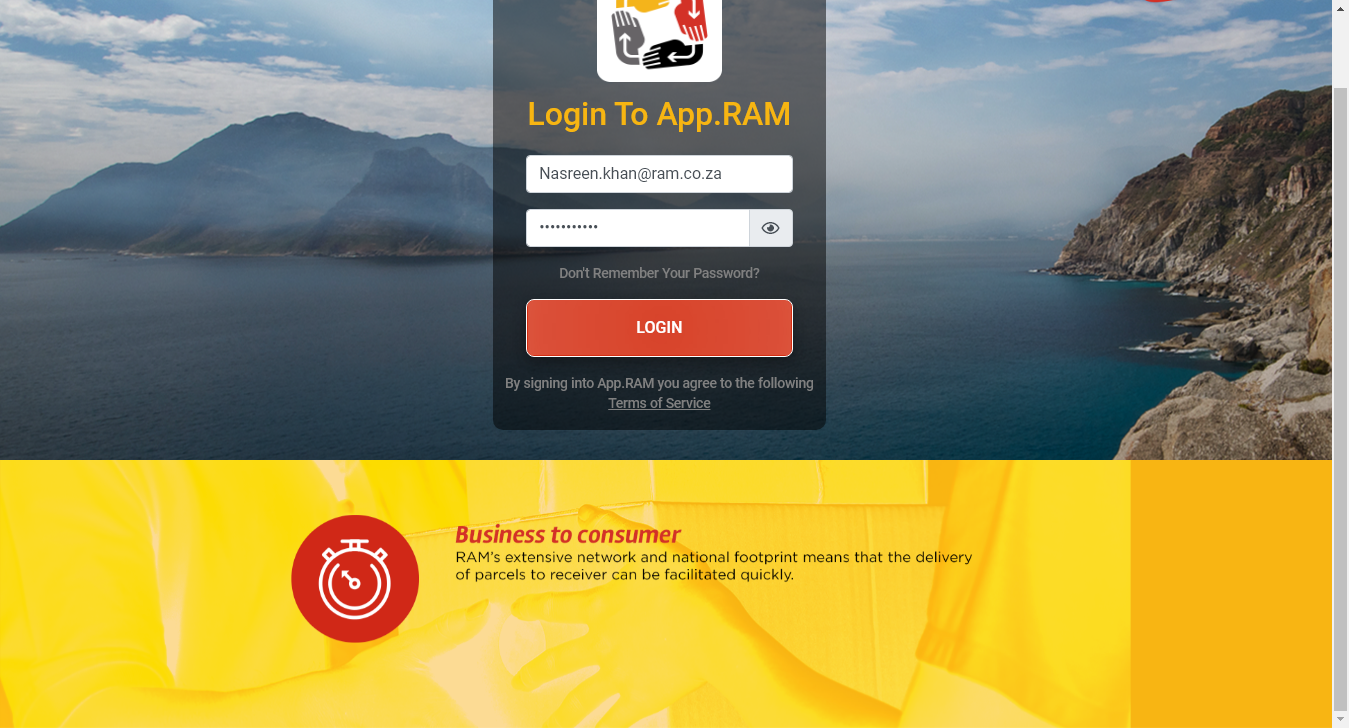 Login To App.RAM
Nasreen.khan@ram.co.za
•••••••••••
Don't Remember Your Password?
LOGIN
By signing into App.RAM you agree to the following
Terms of Service
Business to consumer
RAM's extensive network and national footprint means that the delivery
of parcels to receiver can be facilitated quickly.